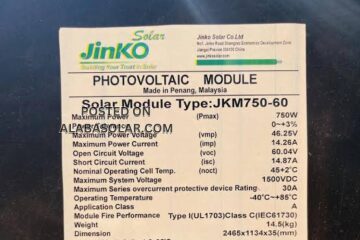 Solar
JinKO
Building Your Trust in Solar
Jinko Solar Co.Ltd
PHOTOVOLTAIC MODULE
Made in Penang, Malaysia
Solar Module Type:JKM750-60
Maximum Power (Pmax) 750W
0~+3%
Maximum Power Voltage (vmp) 46.25V
Maximum Power Current (imp) 14.26A
Open Circuit Voltage (voc) 60.04V
Short Circuit Current (isc) 14.87A
Nominal Operating Cell Temp. (noct) 45+2°C
Maximum System Voltage 1500VDC
Maximum Series overcurrent protective device Rating 30A
Operating Temperature -40°C~+85°C
Application Class A
Module Fire Performance Type I(UL1703)Class C(IEC61730)
Weight 14.5(kg)
Dimension 2465x1134x35(mm)
POSTED ON
ALABASOLAR.COM